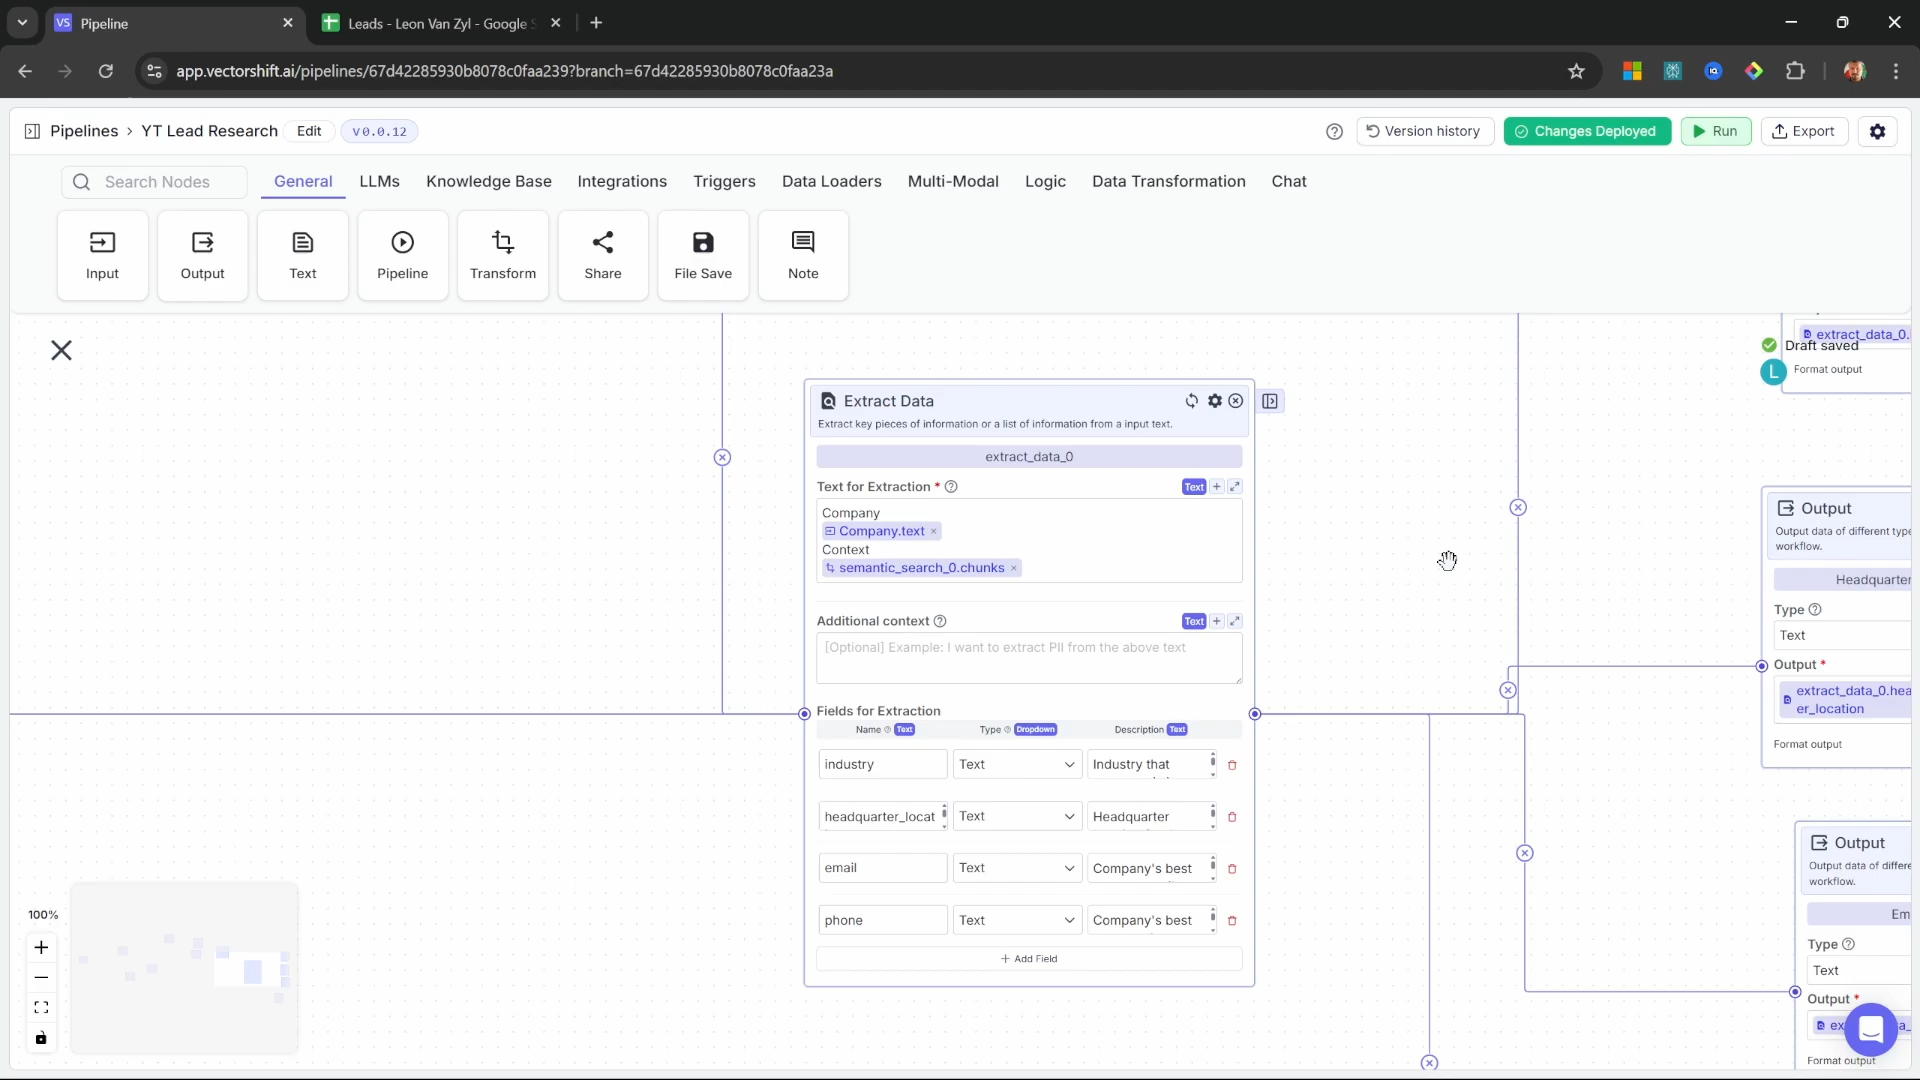 VS Pipeline
Leads - Leon Van Zyl - Google
app.vectorshift.ai/pipelines/67d42285930b8078c0faa239?branch=67d42285930b8078c0faa23a
Pipelines > YT Lead Research Edit v0.0.12
Version history Changes Deployed Run Export
Search Nodes General LLMs Knowledge Base Integrations Triggers Data Loaders Multi-Modal Logic Data Transformation Chat
Input Output Text Pipeline Transform Share File Save Note
extract_data_0.
Draft saved
L Format output
Extract Data
Extract key pieces of information or a list of information from a input text.
extract_data_0
Text for Extraction * Text
Company
Company.text ×
Context
semantic_search_0.chunks ×
Additional context Text
[Optional] Example: I want to extract PII from the above text
Fields for Extraction
Name Text Type Dropdown Description Text
industry Text Industry that
headquarter_locat Text Headquarter
email Text Company's best
phone Text Company's best
+ Add Field
Output
Output data of different type
workflow.
Headquarter
Type
Text
Output *
extract_data_0.hea
er_location
Format output
Output
Output data of differe
workflow.
Em
Type
Text
Output *
ex
a_
Format output
100%